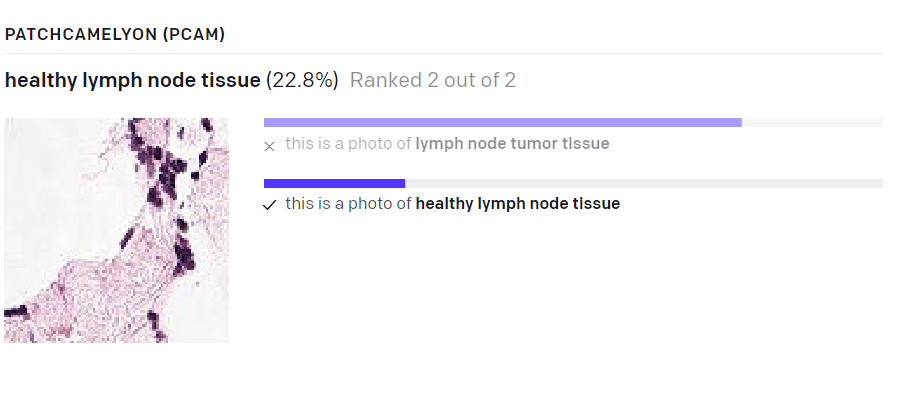 PATCHCAMELYON (PCAM)
healthy lymph node tissue (22.8%) Ranked 2 out of 2
this is a photo of lymph node tumor tissue
this is a photo of healthy lymph node tissue